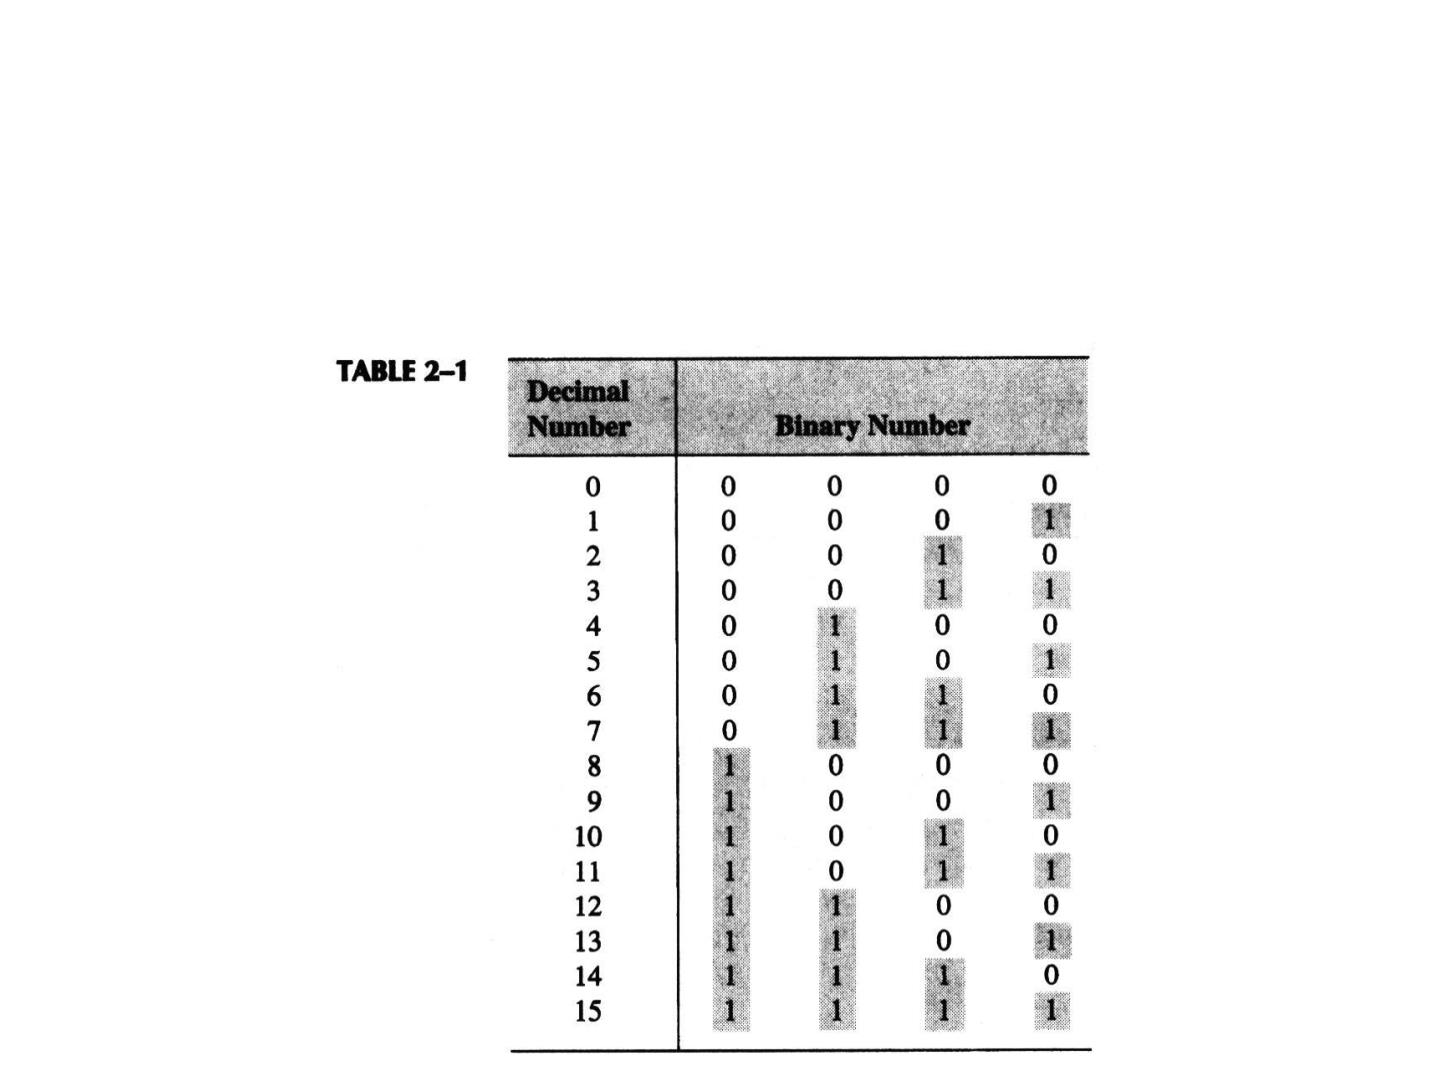 TABLE 2–1
Decimal
Number
Binary Number
0 0 0 0 0
1 0 0 0 1
2 0 0 1 0
3 0 0 1 1
4 0 1 0 0
5 0 1 0 1
6 0 1 1 0
7 0 1 1 1
8 1 0 0 0
9 1 0 0 1
10 1 0 1 0
11 1 0 1 1
12 1 1 0 0
13 1 1 0 1
14 1 1 1 0
15 1 1 1 1